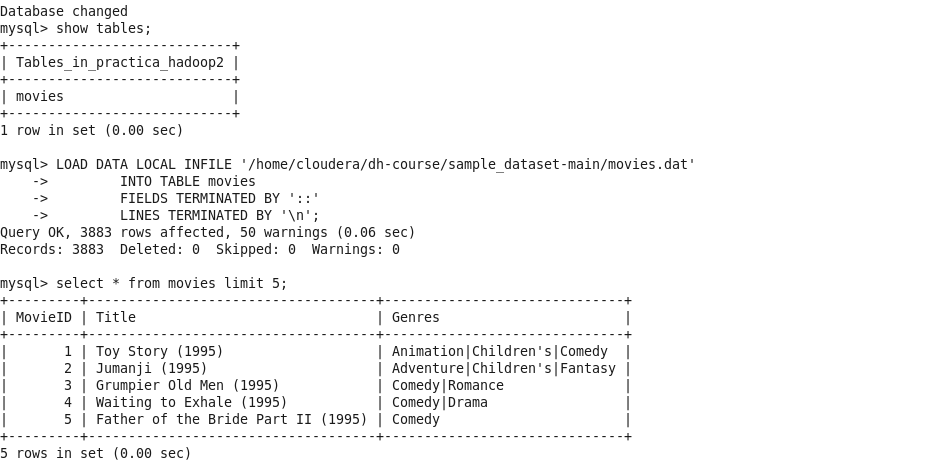 Database changed
mysql> show tables;
+----------------------------+
| Tables_in_practica_hadoop2 |
+----------------------------+
| movies                     |
+----------------------------+
1 row in set (0.00 sec)

mysql> LOAD DATA LOCAL INFILE '/home/cloudera/dh-course/sample_dataset-main/movies.dat'
    ->         INTO TABLE movies
    ->         FIELDS TERMINATED BY '::'
    ->         LINES TERMINATED BY '\n';
Query OK, 3883 rows affected, 50 warnings (0.06 sec)
Records: 3883  Deleted: 0  Skipped: 0  Warnings: 0

mysql> select * from movies limit 5;
+---------+------------------------------------+------------------------------+
| MovieID | Title                              | Genres                       |
+---------+------------------------------------+------------------------------+
|       1 | Toy Story (1995)                   | Animation|Children's|Comedy  |
|       2 | Jumanji (1995)                     | Adventure|Children's|Fantasy |
|       3 | Grumpier Old Men (1995)            | Comedy|Romance               |
|       4 | Waiting to Exhale (1995)           | Comedy|Drama                 |
|       5 | Father of the Bride Part II (1995) | Comedy                       |
+---------+------------------------------------+------------------------------+
5 rows in set (0.00 sec)